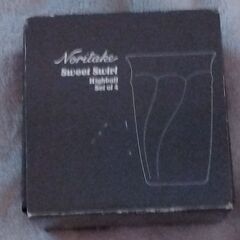 Noritake
Sweet Swirl
Highball
Set of 4